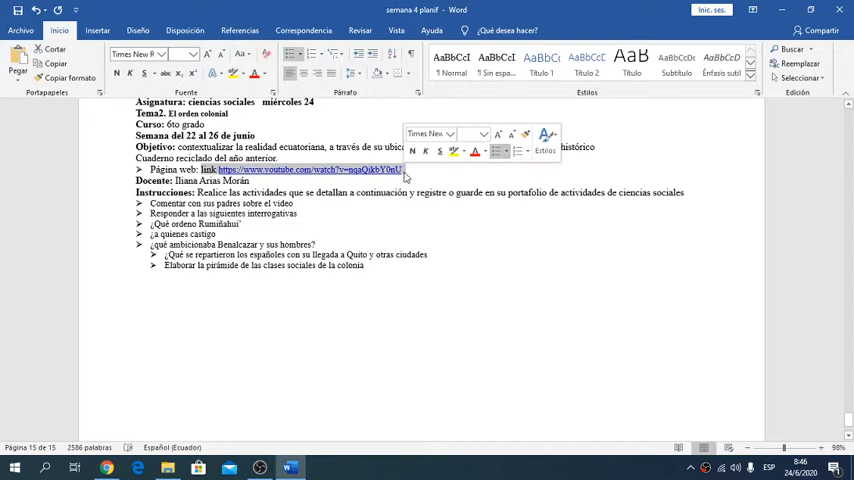 semana 4 planif - Word
Inic. ses.
Archivo Inicio Insertar Diseño Disposición Referencias Correspondencia Revisar Vista Ayuda ¿Qué desea hacer? Compartir
Pegar
Cortar
Copiar
Copiar formato
Times New R
N K S abc x₂ x²
AaBbCcI AaBbCcI AaBbC AaBbCcI AaB AaBbCcD AaBbCcD
¶ Normal ¶ Sin espa... Título 1 Título 2 Título Subtítulo Énfasis sutil
Buscar
Reemplazar
Seleccionar
Portapapeles Fuente Párrafo Estilos Edición
Asignatura: ciencias sociales miércoles 24
Tema2. El orden colonial
Curso: 6to grado
Semana del 22 al 26 de junio
Objetivo: contextualizar la realidad ecuatoriana, a través de su ubica histórico
Cuaderno reciclado del año anterior.
Página web: link https://www.youtube.com/watch?v=nqaQikbY0nU
Docente: Iliana Arias Morán
Instrucciones: Realice las actividades que se detallan a continuación y registre o guarde en su portafolio de actividades de ciencias sociales
Comentar con sus padres sobre el video
Responder a las siguientes interrogativas
¿Qué ordeno Rumiñahui'
¿a quienes castigo
¿qué ambicionaba Benalcazar y sus hombres?
¿Qué se repartieron los españoles con su llegada a Quito y otras ciudades
Elaborar la pirámide de las clases sociales de la colonia
Times New
N K S A Estilos
Página 15 de 15 2586 palabras Español (Ecuador) 98%
ESP
8:46
24/6/2020